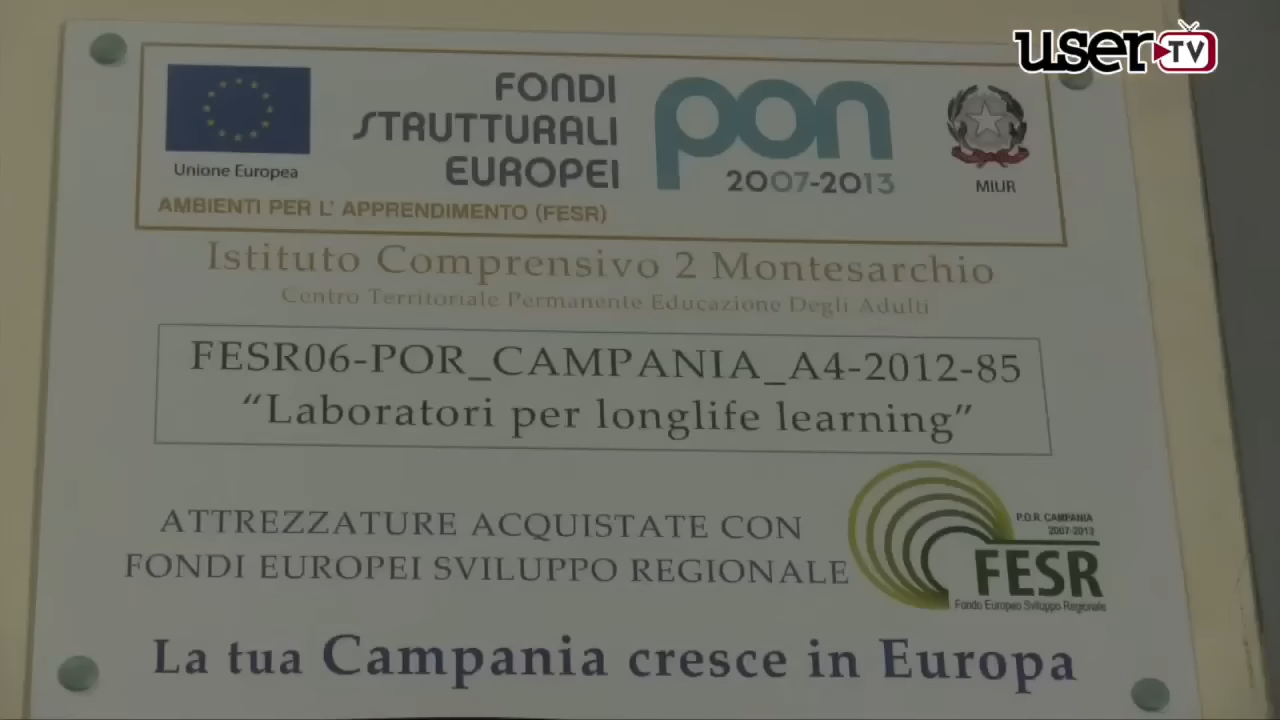 user TV
FONDI
STRUTTURALI
EUROPEI
pon
2007-2013
Unione Europea
MIUR
AMBIENTI PER L' APPRENDIMENTO (FESR)
Istituto Comprensivo 2 Montesarchio
Centro Territoriale Permanente Educazione Degli Adulti
FESR06-POR_CAMPANIA_A4-2012-85
“Laboratori per longlife learning”
ATTREZZATURE ACQUISTATE CON
FONDI EUROPEI SVILUPPO REGIONALE
P.O.R. CAMPANIA
2007-2013
FESR
Fondo Europeo Sviluppo Regionale
La tua Campania cresce in Europa